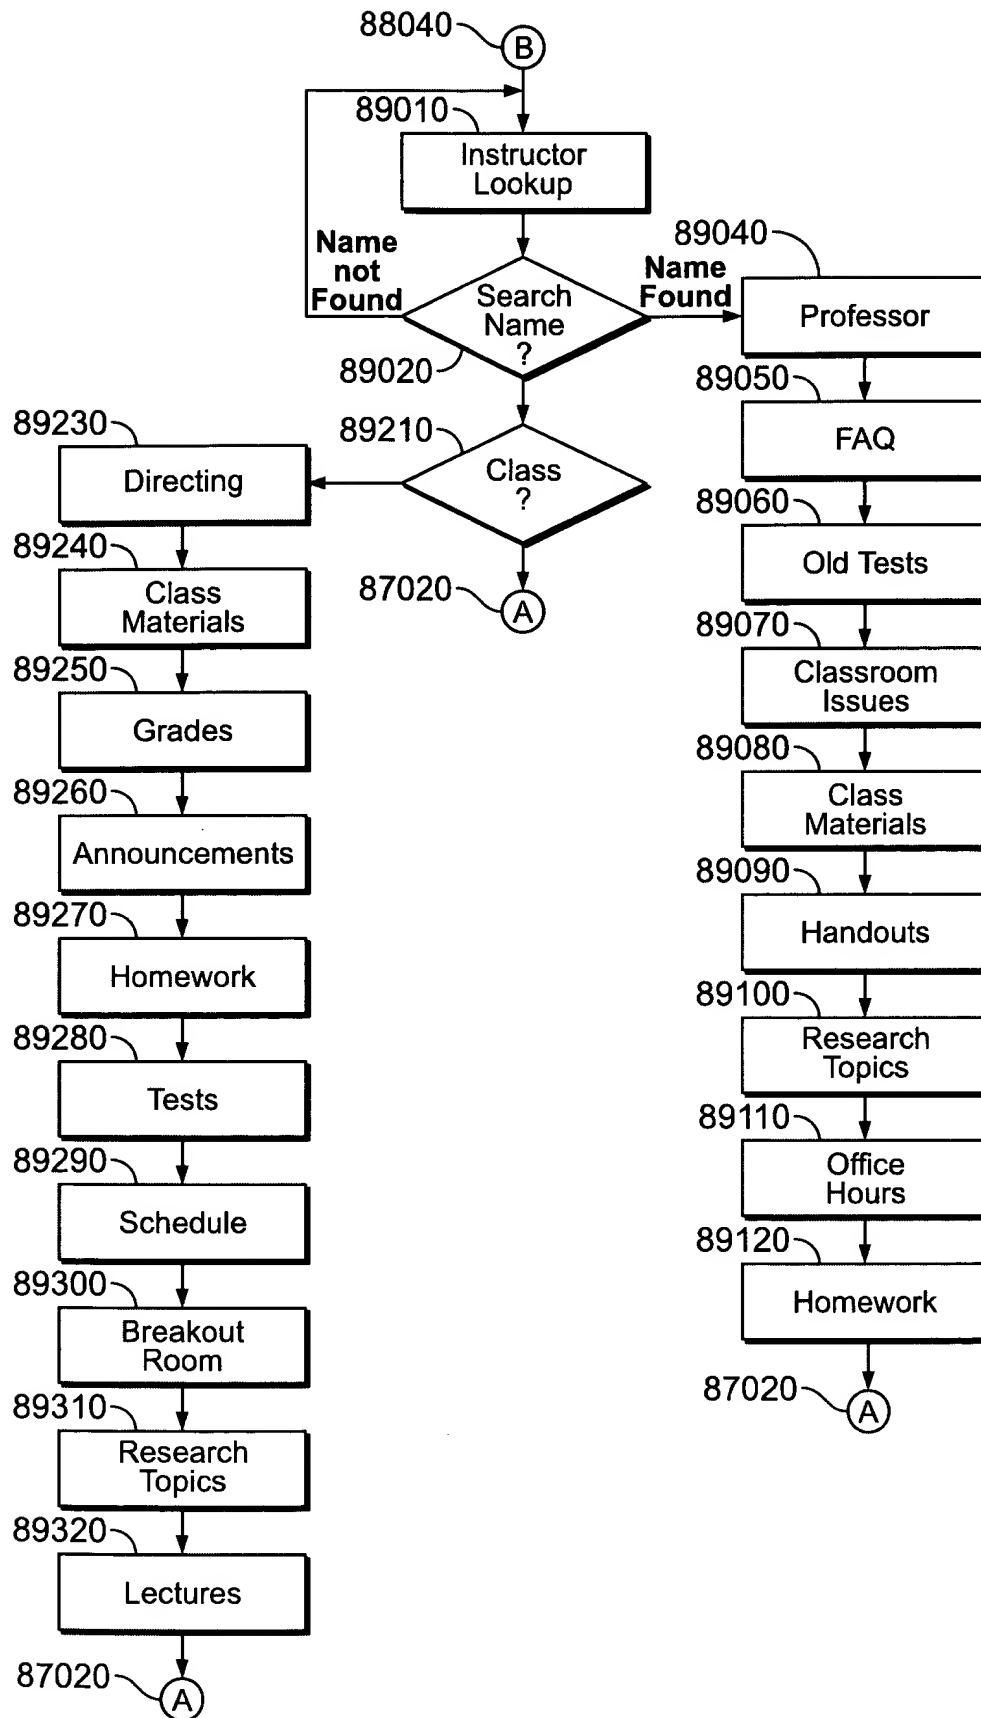 88040
B
89010
Instructor
Lookup
Name
not
Found
Search
Name
?
89020
Name
Found
89040
Professor
89050
FAQ
89060
Old Tests
89070
Classroom
Issues
89080
Class
Materials
89090
Handouts
89100
Research
Topics
89110
Office
Hours
89120
Homework
87020
A
89210
Class
?
87020
A
89230
Directing
89240
Class
Materials
89250
Grades
89260
Announcements
89270
Homework
89280
Tests
89290
Schedule
89300
Breakout
Room
89310
Research
Topics
89320
Lectures
87020
A